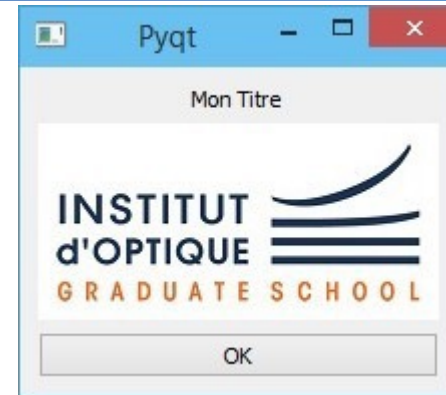 Pyqt
Mon Titre
INSTITUT
d'OPTIQUE
GRADUATE SCHOOL
OK